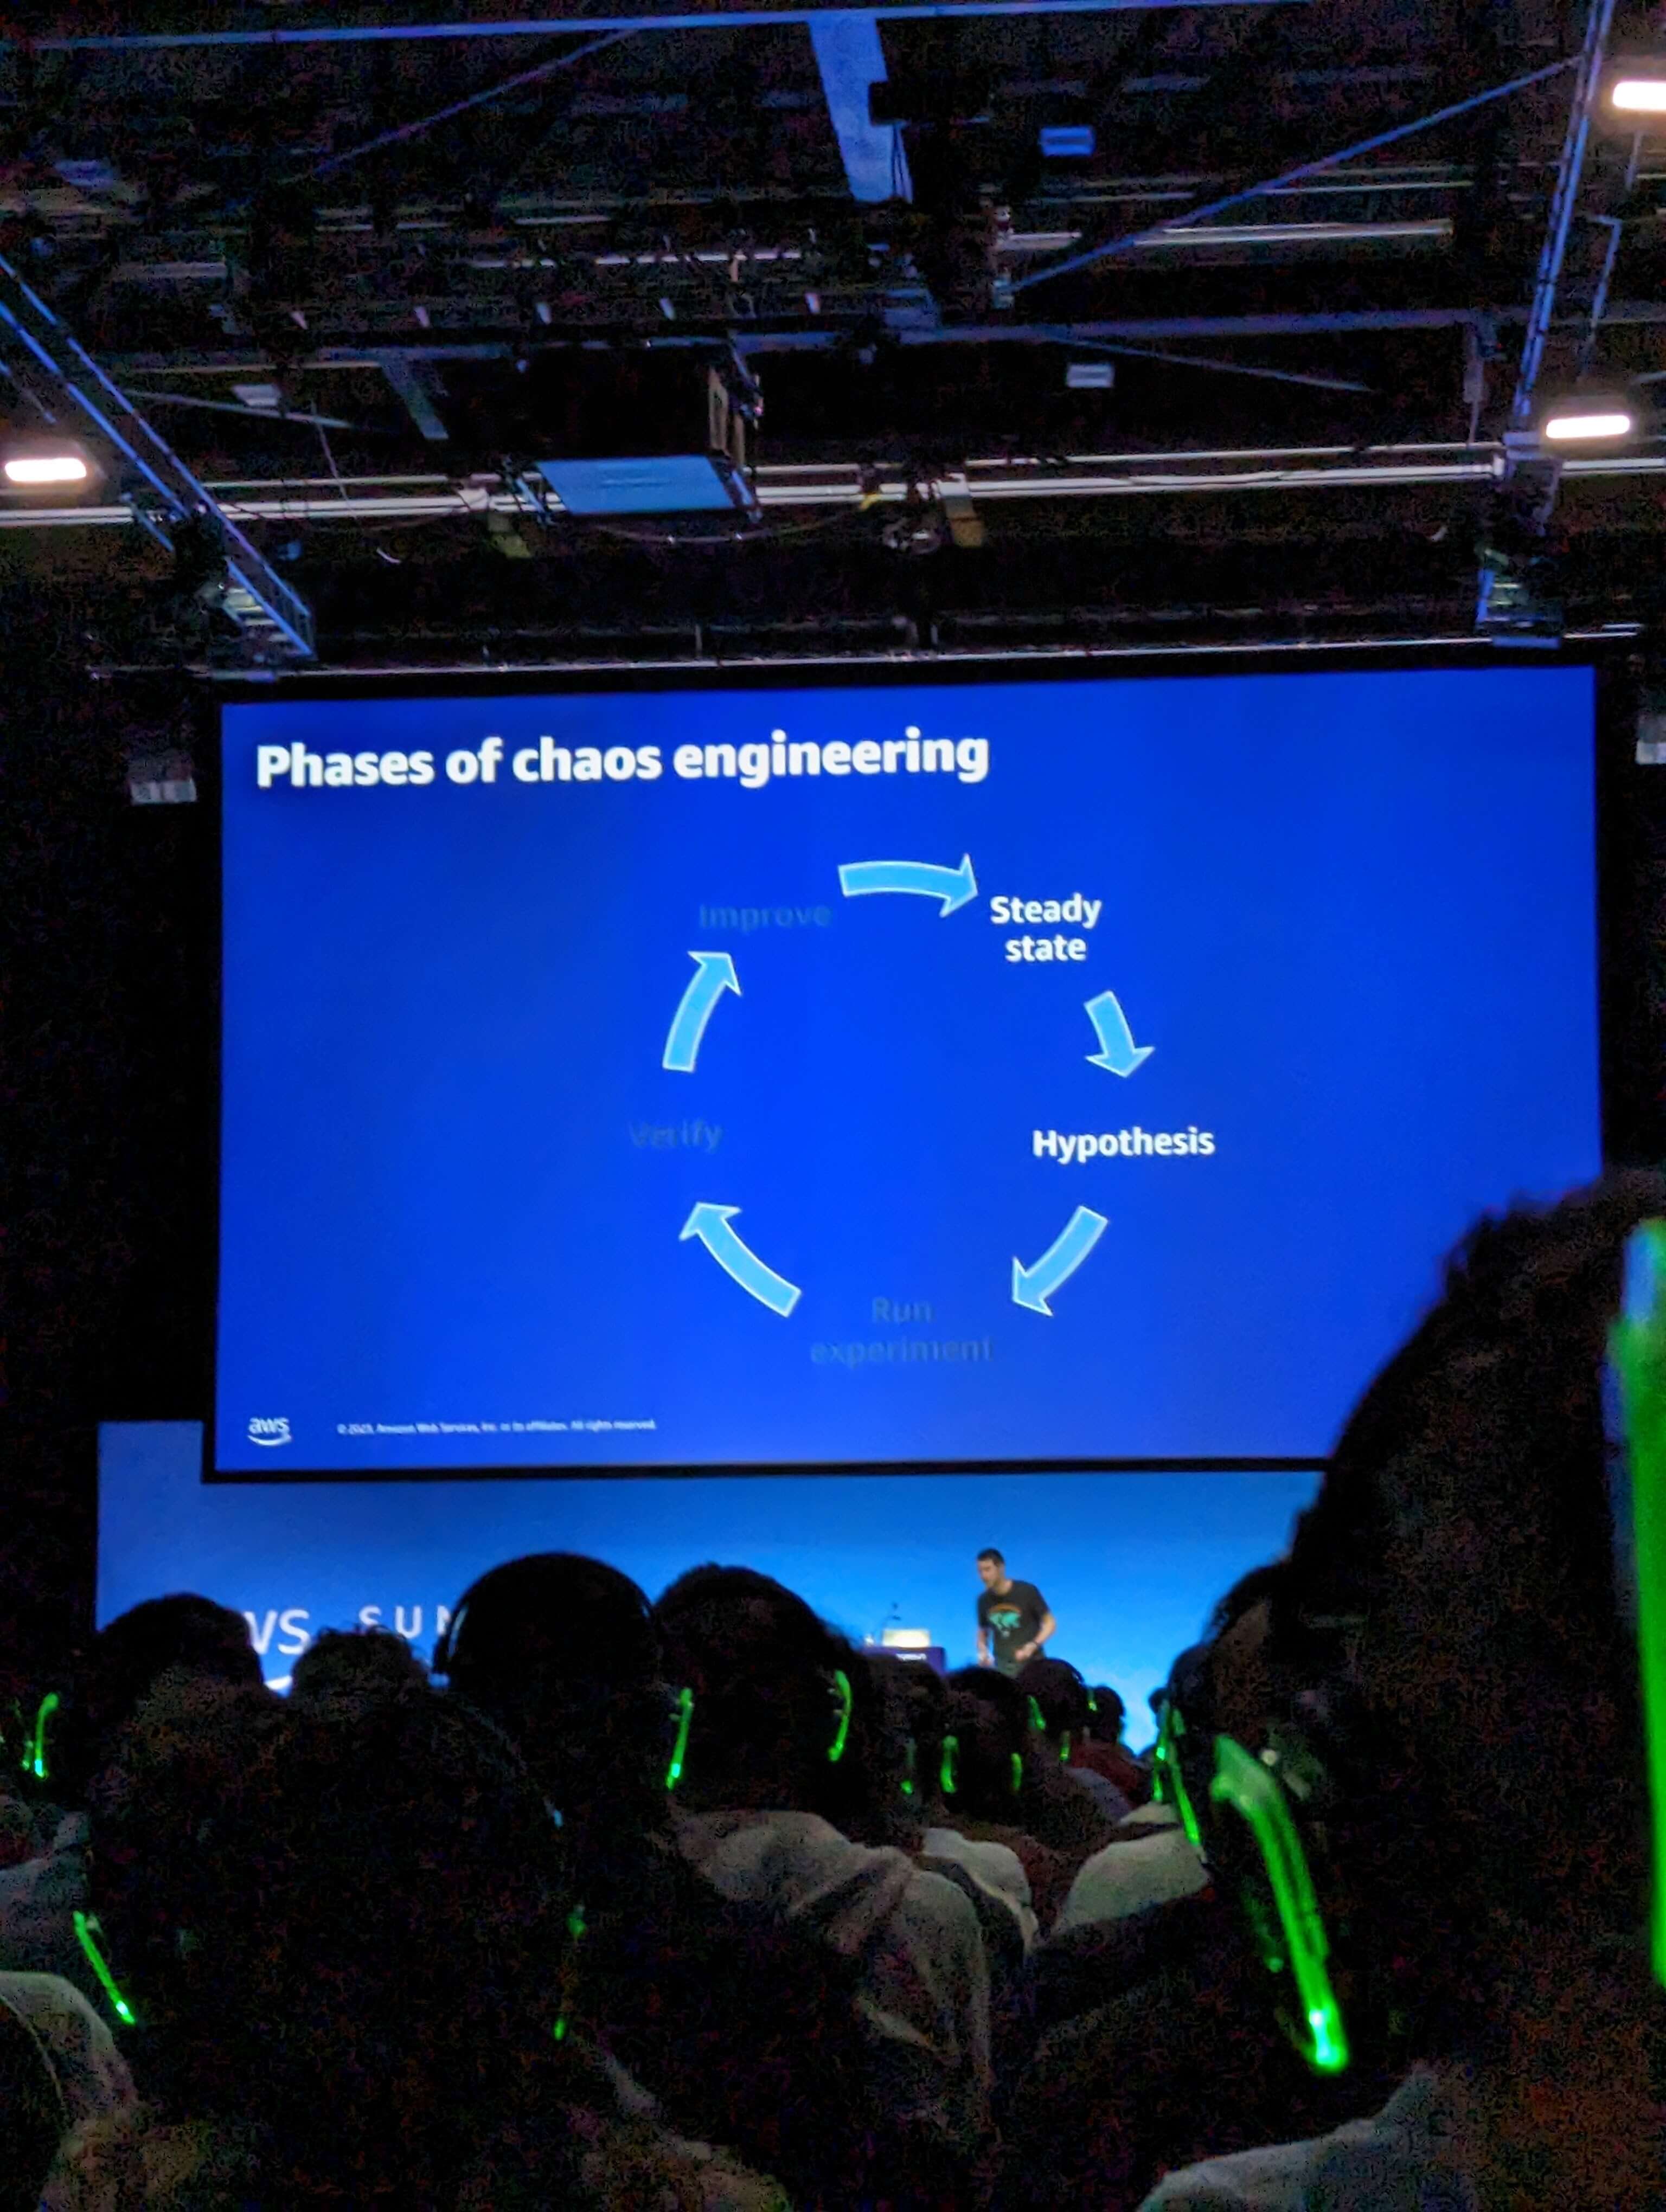 Phases of chaos engineering
Improve
Steady
state
Verify
Hypothesis
Run
experiment
aws
© 2023, Amazon Web Services, Inc. or its affiliates. All rights reserved.
WS SUN